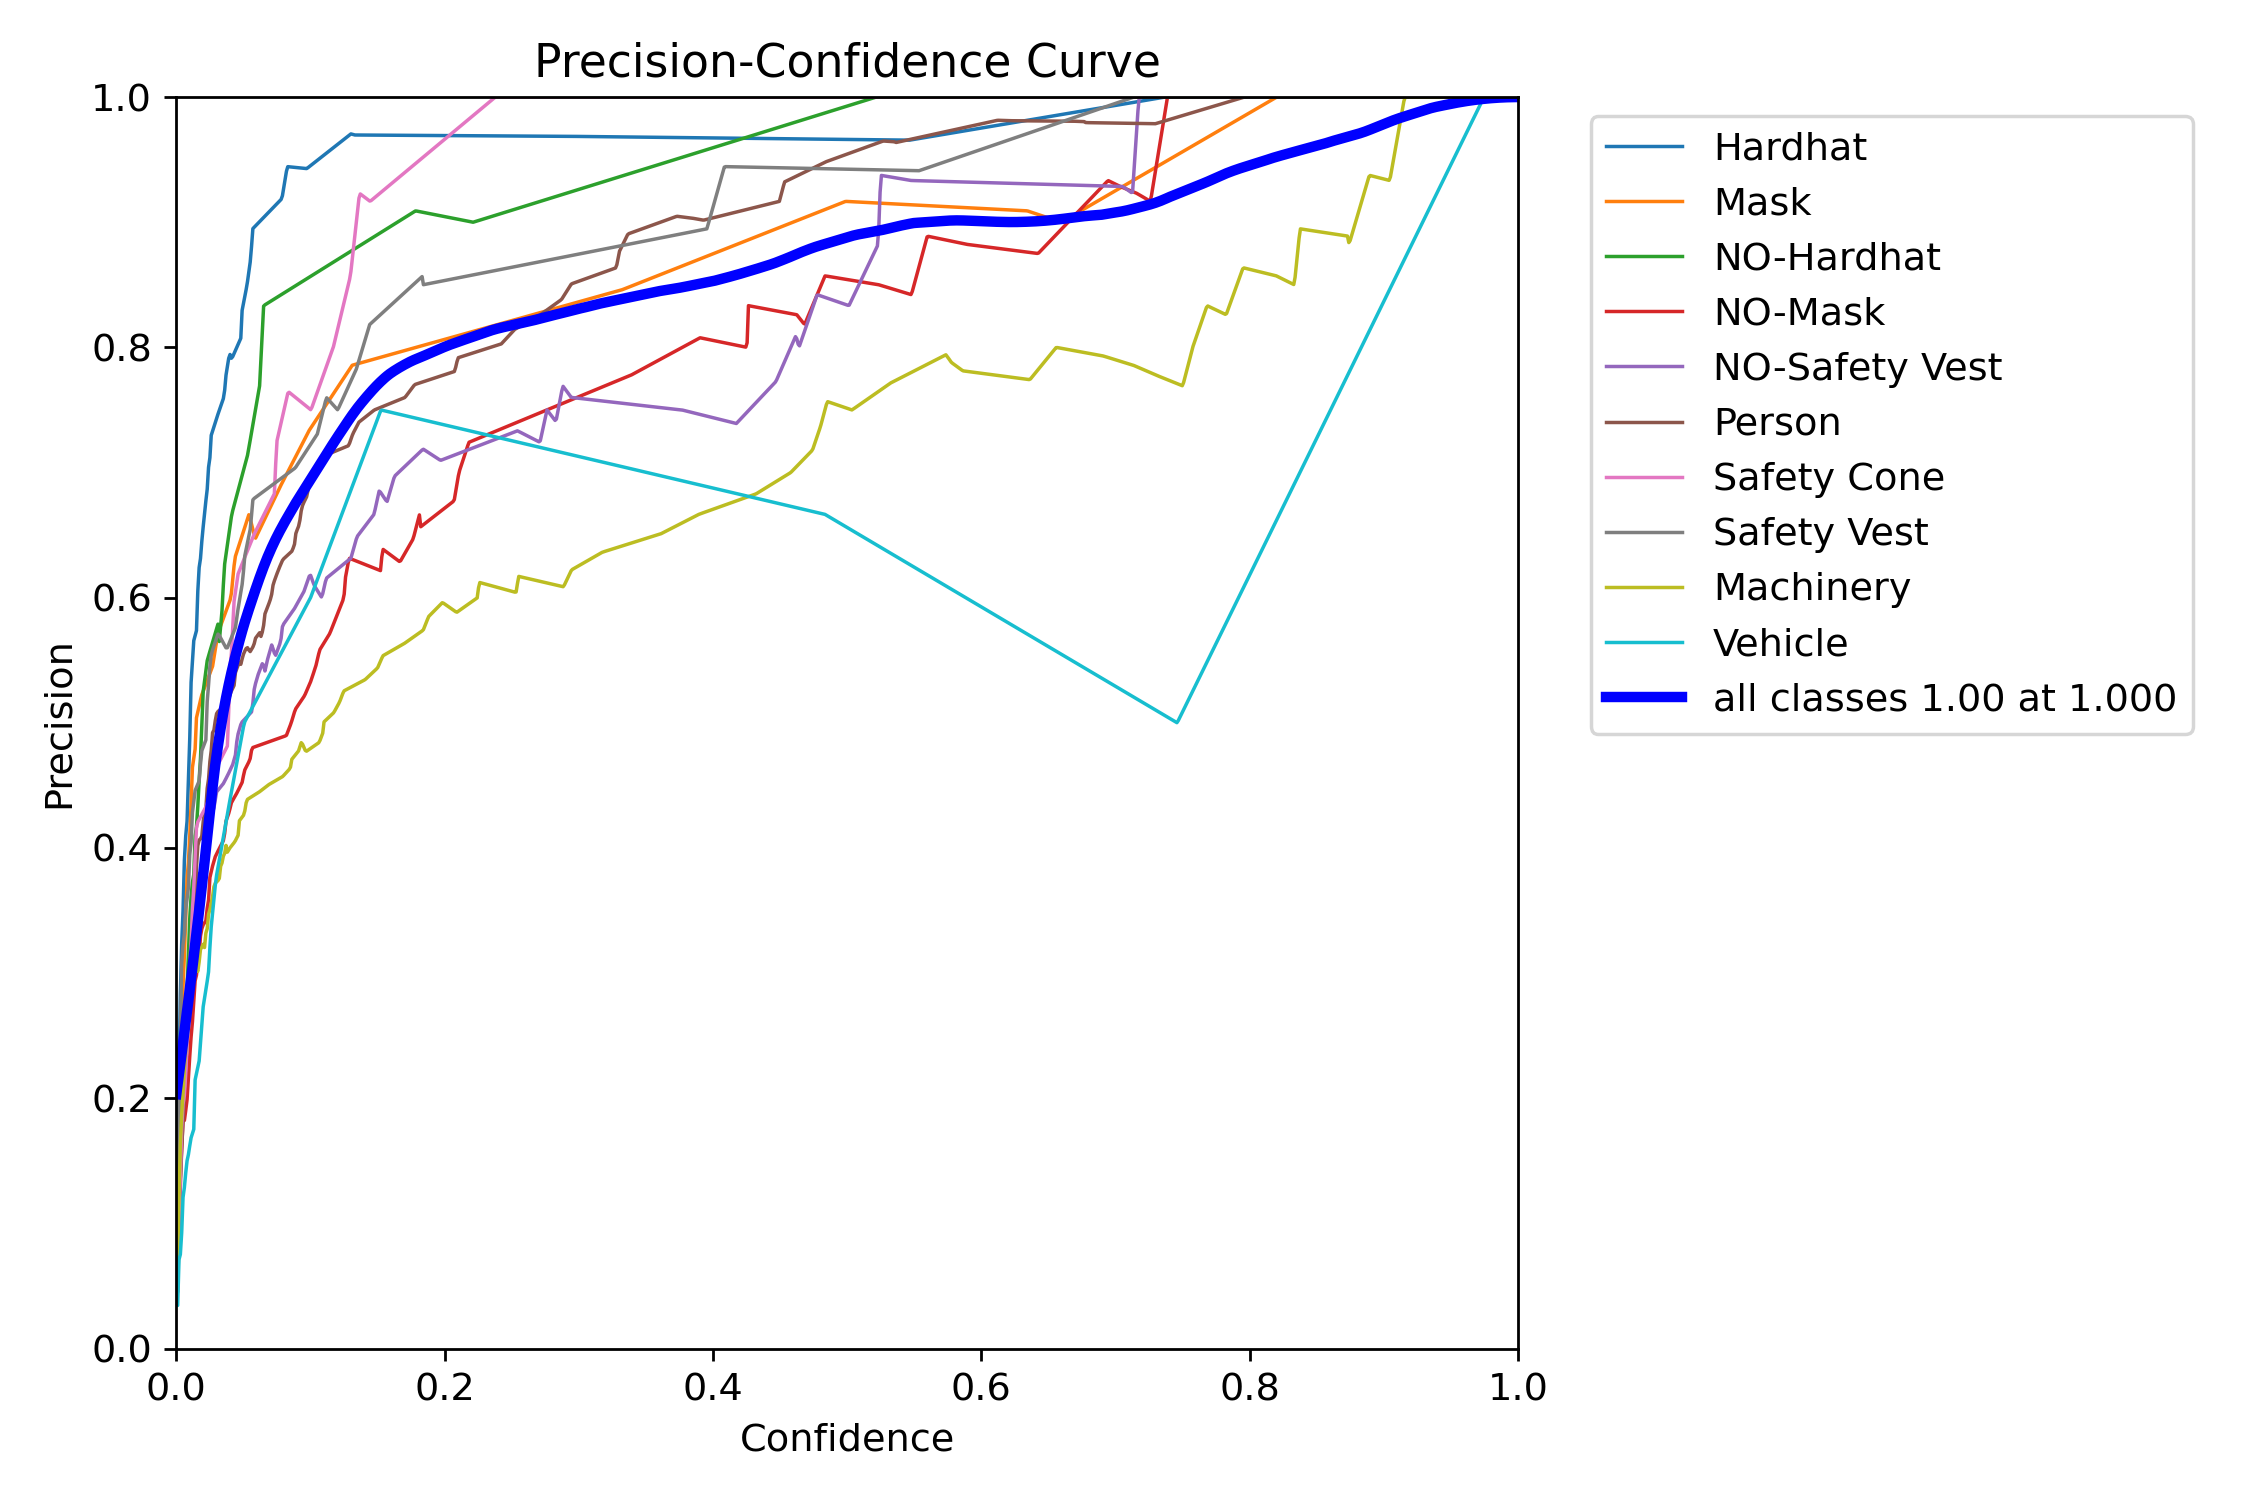 Precision-Confidence Curve
1.0
0.8
0.6
0.4
0.2
0.0
Precision
0.0 0.2 0.4 0.6 0.8 1.0
Confidence
Hardhat
Mask
NO-Hardhat
NO-Mask
NO-Safety Vest
Person
Safety Cone
Safety Vest
Machinery
Vehicle
all classes 1.00 at 1.000